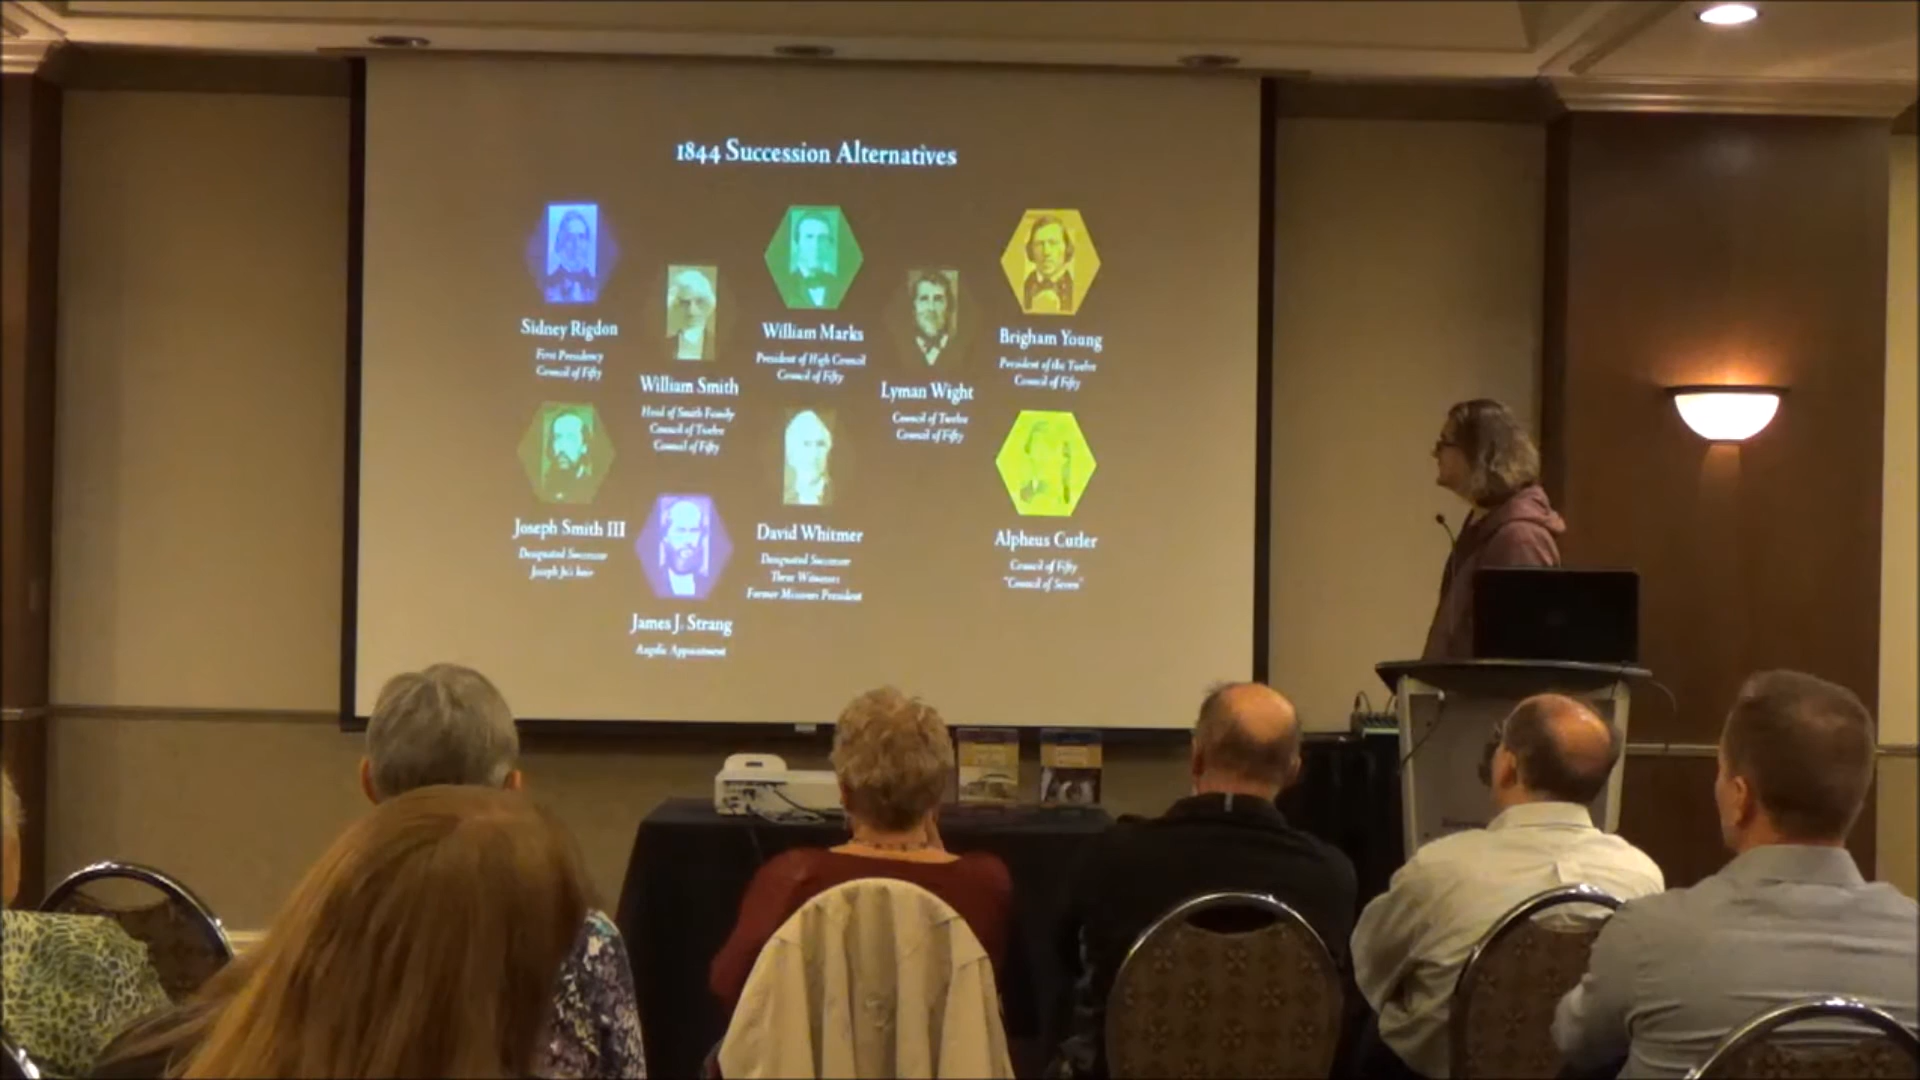 1844 Succession Alternatives
Sidney Rigdon
First Presidency
Council of Fifty
William Smith
Head of Smith Family
Council of Twelve
Council of Fifty
William Marks
President of High Council
Council of Fifty
Lyman Wight
Council of Twelve
Council of Fifty
Brigham Young
President of the Twelve
Council of Fifty
Joseph Smith III
Designated Successor
Joseph Jr.'s heir
James J. Strang
Angelic Appointment
David Whitmer
Designated Successor
Three Witnesses
Former Missouri President
Alpheus Cutler
Council of Fifty
"Council of Seven"